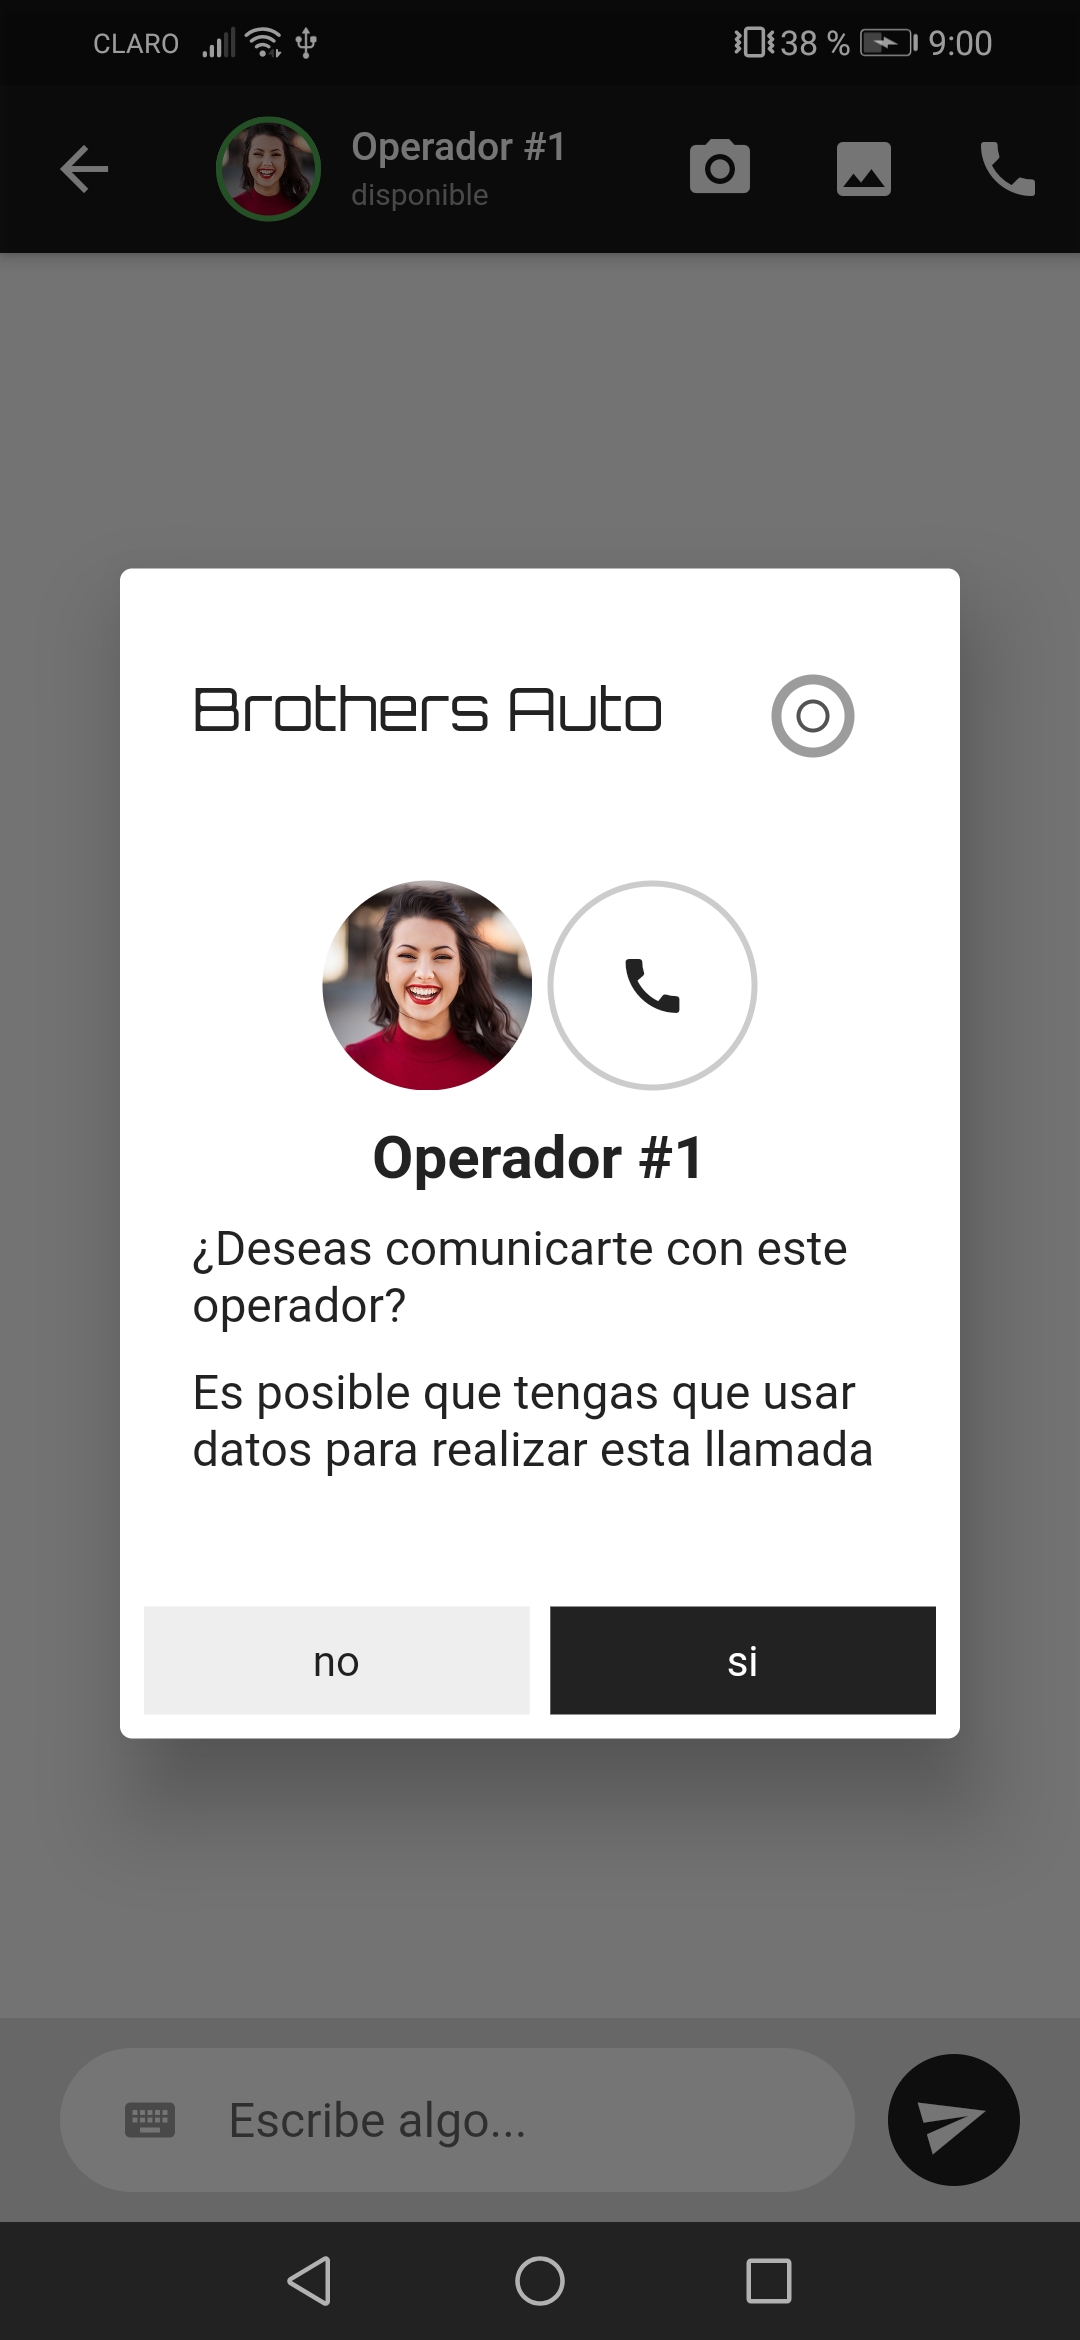 CLARO 38 % 9:00
Operador #1
disponible
Brothers Auto
Operador #1
¿Deseas comunicarte con este
operador?
Es posible que tengas que usar
datos para realizar esta llamada
no si
Escribe algo...